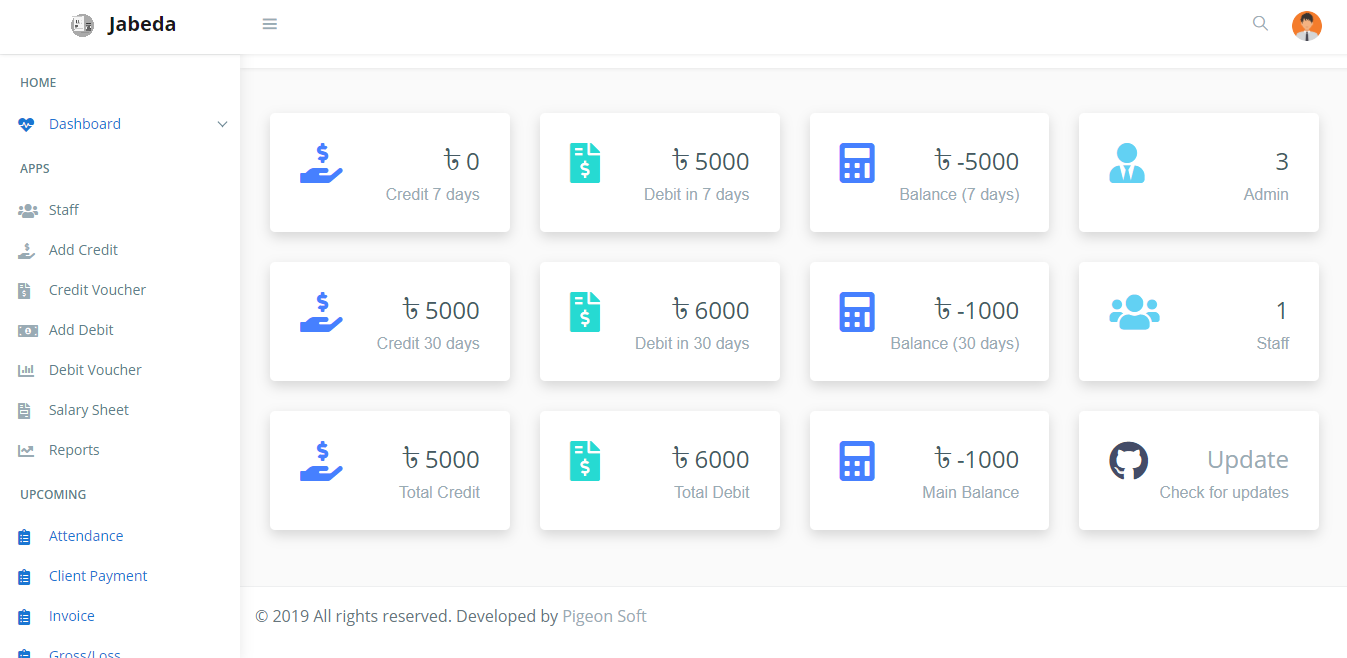 Jabeda
HOME
Dashboard
APPS
Staff
Add Credit
Credit Voucher
Add Debit
Debit Voucher
Salary Sheet
Reports
UPCOMING
Attendance
Client Payment
Invoice
Gross/Loss
৳ 0
Credit 7 days
৳ 5000
Debit in 7 days
৳ -5000
Balance (7 days)
3
Admin
৳ 5000
Credit 30 days
৳ 6000
Debit in 30 days
৳ -1000
Balance (30 days)
1
Staff
৳ 5000
Total Credit
৳ 6000
Total Debit
৳ -1000
Main Balance
Update
Check for updates
© 2019 All rights reserved. Developed by Pigeon Soft